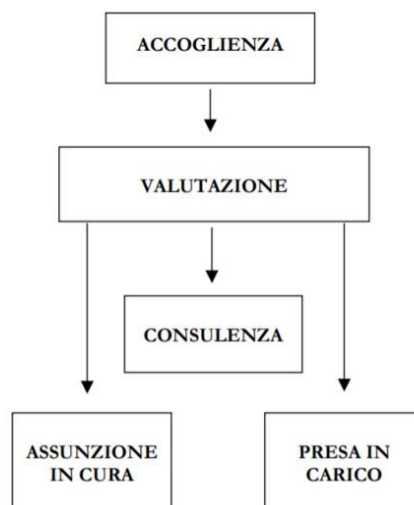 ACCOGLIENZA
VALUTAZIONE
CONSULENZA
ASSUNZIONE
IN CURA
PRESA IN
CARICO